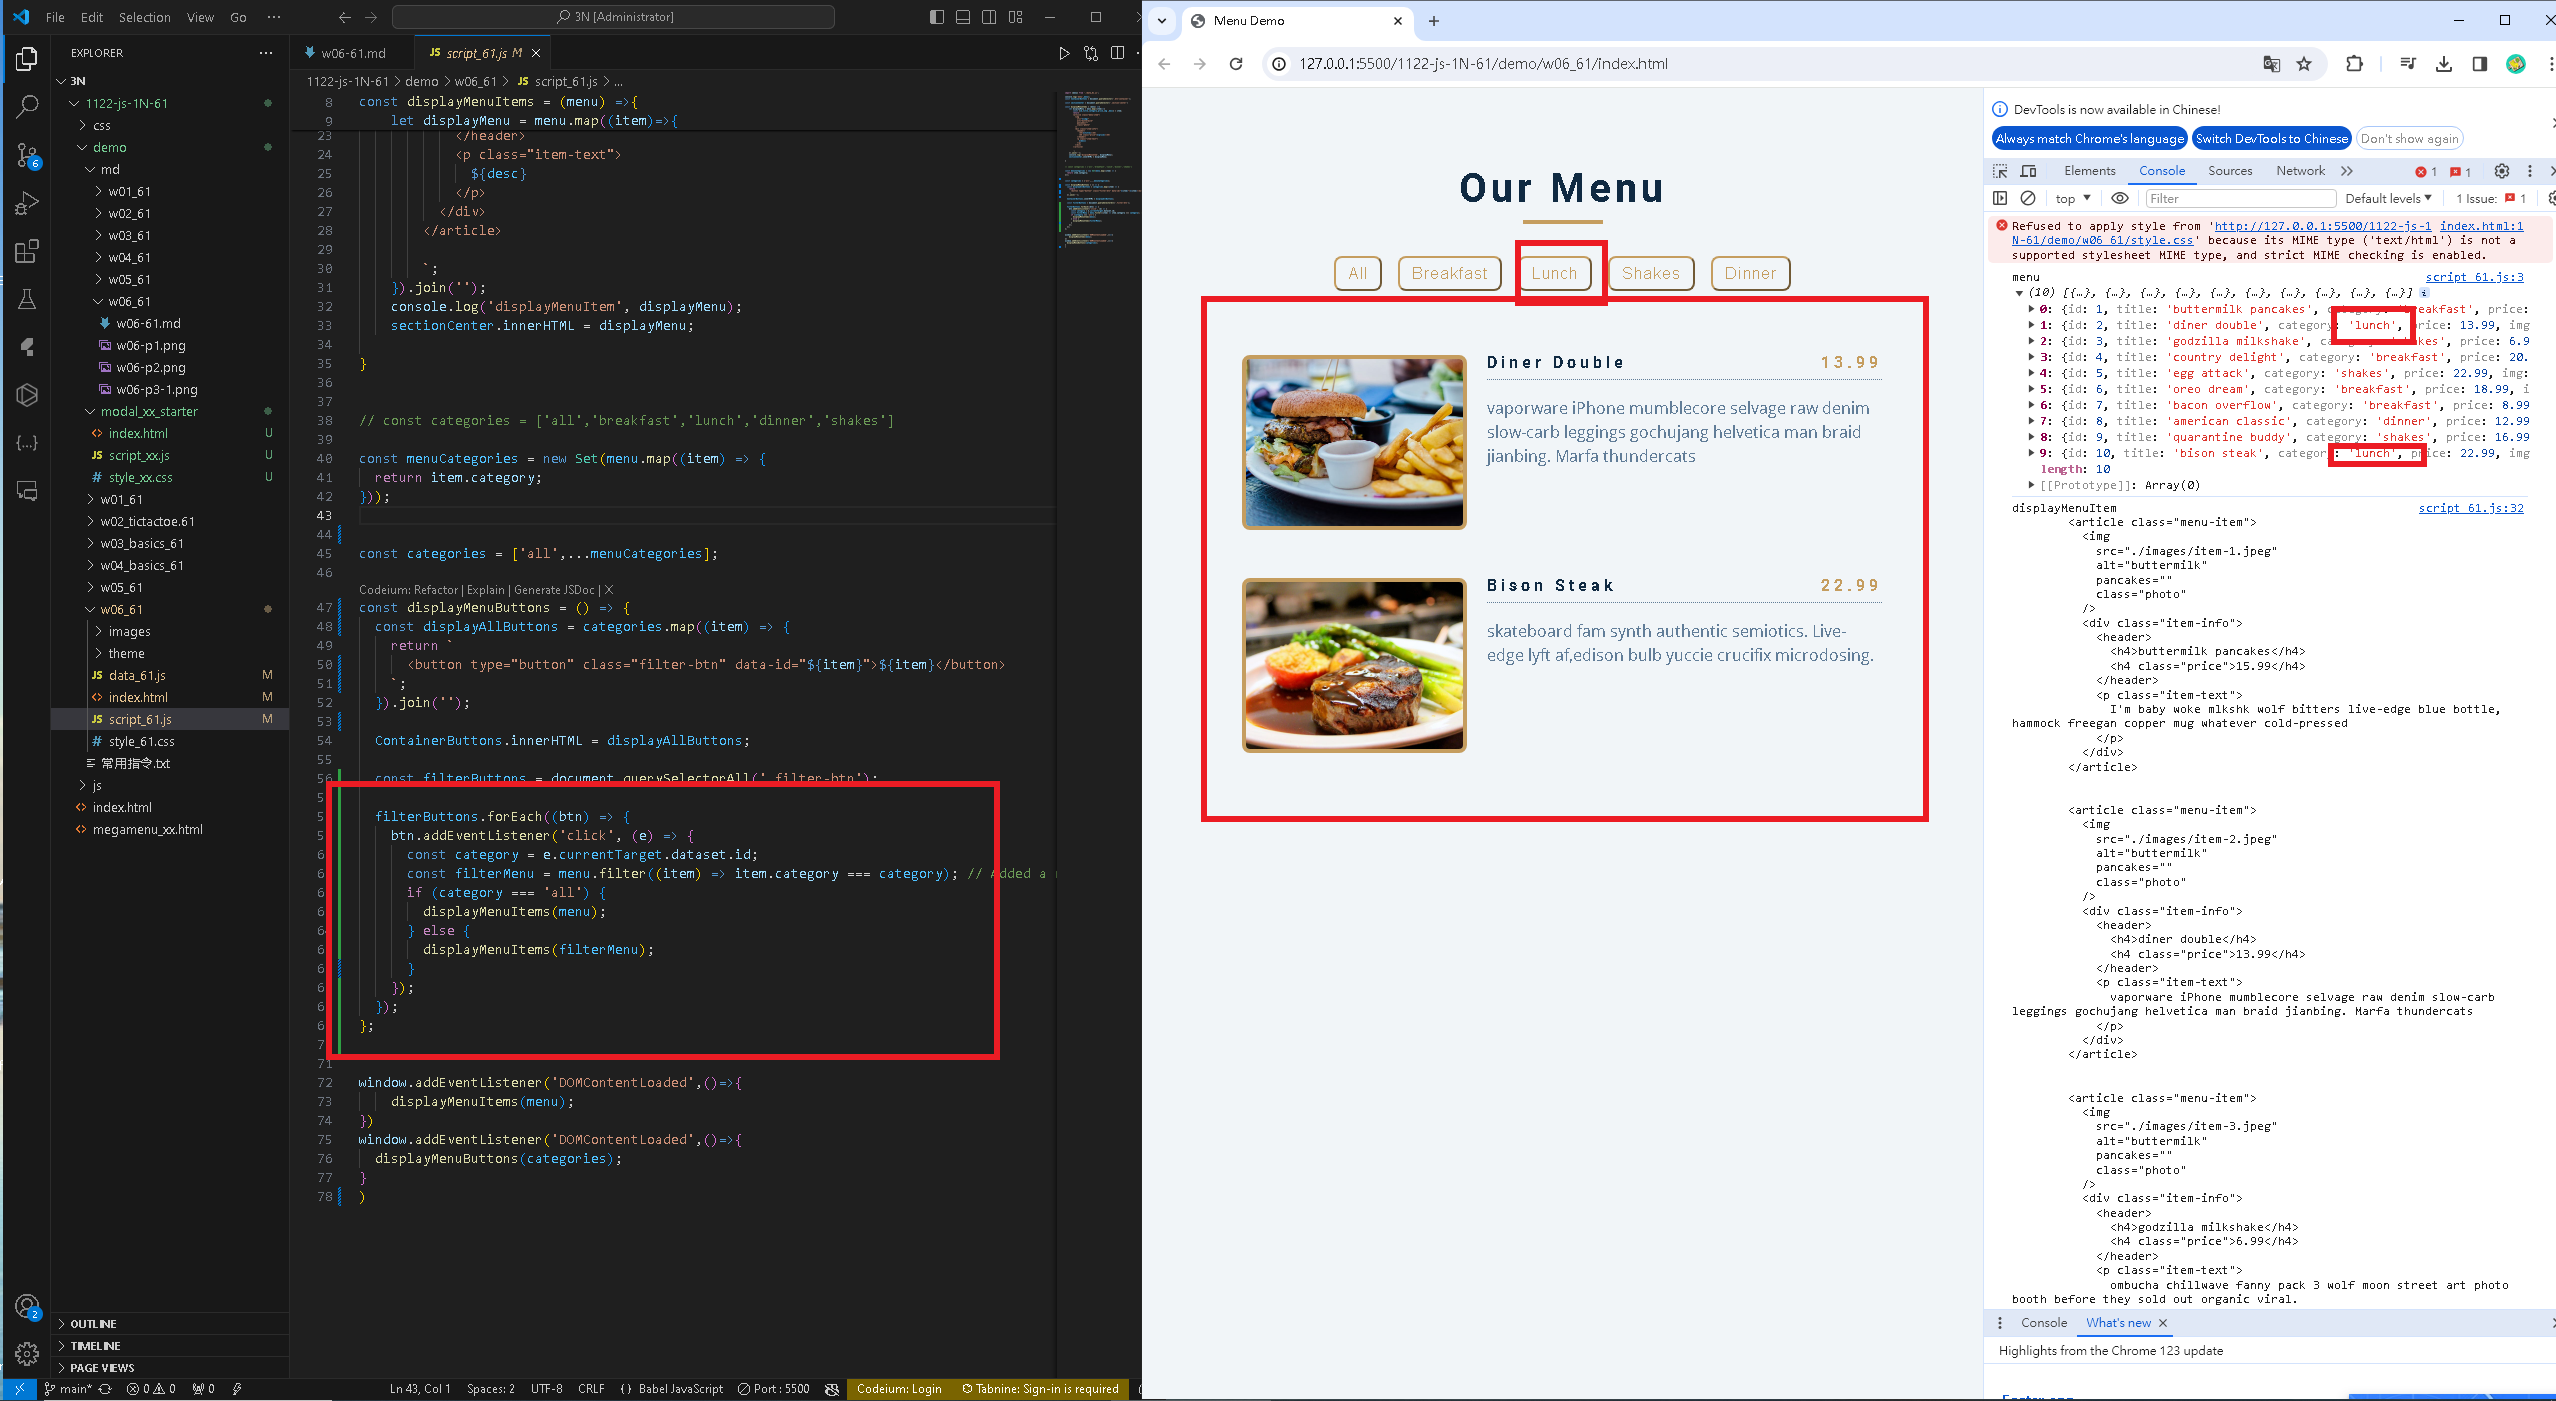 File Edit Selection View Go ···
3N [Administrator]
EXPLORER ···
3N
1122-js-1N-61
css
demo
md
w01_61
w02_61
w03_61
w04_61
w05_61
w06_61
w06-61.md
w06-p1.png
w06-p2.png
w06-p3-1.png
modal_xx_starter
index.html U
script_xx.js U
style_xx.css U
w01_61
w02_tictactoe.61
w03_basics_61
w04_basics_61
w05_61
w06_61
images
theme
data_61.js M
index.html M
script_61.js M
style_61.css
常用指令.txt
js
index.html
megamenu_xx.html
OUTLINE
TIMELINE
PAGE VIEWS
6
2
w06-61.md
JS script_61.js M
1122-js-1N-61 > demo > w06_61 > JS script_61.js > ...
8 const displayMenuItems = (menu) =>{
9 let displayMenu = menu.map((item)=>{
23 </header>
24 <p class="item-text">
25 ${desc}
26 </p>
27 </div>
28 </article>
29
30 `;
31 }).join('');
32 console.log('displayMenuItem', displayMenu);
33 sectionCenter.innerHTML = displayMenu;
34
35 }
36
37
38 // const categories = ['all','breakfast','lunch','dinner','shakes']
39
40 const menuCategories = new Set(menu.map((item) => {
41 return item.category;
42 }));
43
44
45 const categories = ['all',...menuCategories];
46
Codeium: Refactor | Explain | Generate JSDoc | X
47 const displayMenuButtons = () => {
48 const displayAllButtons = categories.map((item) => {
49 return `
50 <button type="button" class="filter-btn" data-id="${item}">${item}</button>
51 `;
52 }).join('');
53
54 ContainerButtons.innerHTML = displayAllButtons;
55
56 const filterButtons = document.querySelectorAll('.filter-btn');
5
5 filterButtons.forEach((btn) => {
5 btn.addEventListener('click', (e) => {
6 const category = e.currentTarget.dataset.id;
6 const filterMenu = menu.filter((item) => item.category === category); // Added a
6 if (category === 'all') {
6 displayMenuItems(menu);
6 } else {
6 displayMenuItems(filterMenu);
6 }
6 });
6 });
6 };
7
71
72 window.addEventListener('DOMContentLoaded',()=>{
73 displayMenuItems(menu);
74 })
75 window.addEventListener('DOMContentLoaded',()=>{
76 displayMenuButtons(categories);
77 }
78 )
main* 0 0 0 Ln 43, Col 1 Spaces: 2 UTF-8 CRLF {} Babel JavaScript Port : 5500 Codeium: Login Tabnine: Sign-in is required
Menu Demo
127.0.0.1:5500/1122-js-1N-61/demo/w06_61/index.html
Our Menu
All Breakfast Lunch Shakes Dinner
Diner Double 13.99
vaporware iPhone mumblecore selvage raw denim
slow-carb leggings gochujang helvetica man braid
jianbing. Marfa thundercats
Bison Steak 22.99
skateboard fam synth authentic semiotics. Live-
edge lyft af,edison bulb yuccie crucifix microdosing.
DevTools is now available in Chinese!
Always match Chrome's language Switch DevTools to Chinese Don't show again
Elements Console Sources Network 1 1
top Filter Default levels 1 Issue: 1
Refused to apply style from 'http://127.0.0.1:5500/1122-js-1 index.html:1
N-61/demo/w06_61/style.css' because its MIME type ('text/html') is not a
supported stylesheet MIME type, and strict MIME checking is enabled.
menu script_61.js:3
(10) [{…}, {…}, {…}, {…}, {…}, {…}, {…}, {…}, {…}, {…}]
0: {id: 1, title: 'buttermilk pancakes', price:
1: {id: 2, title: 'diner double', category: 'lunch', price: 13.99, img
2: {id: 3, title: 'godzilla milkshake', price: 6.9
3: {id: 4, title: 'country delight', category: 'breakfast', price: 20.
4: {id: 5, title: 'egg attack', category: 'shakes', price: 22.99, img:
5: {id: 6, title: 'oreo dream', category: 'breakfast', price: 18.99, i
6: {id: 7, title: 'bacon overflow', category: 'breakfast', price: 8.99
7: {id: 8, title: 'american classic', category: 'dinner', price: 12.99
8: {id: 9, title: 'quarantine buddy', category: 'shakes', price: 16.99
9: {id: 10, title: 'bison steak', category: 'lunch', price: 22.99, img
length: 10
[[Prototype]]: Array(0)
displayMenuItem script_61.js:32
<article class="menu-item">
<img
src="./images/item-1.jpeg"
alt="buttermilk"
pancakes=""
class="photo"
/>
<div class="item-info">
<header>
<h4>buttermilk pancakes</h4>
<h4 class="price">15.99</h4>
</header>
<p class="item-text">
I'm baby woke mlkshk wolf bitters live-edge blue bottle,
hammock freegan copper mug whatever cold-pressed
</p>
</div>
</article>
<article class="menu-item">
<img
src="./images/item-2.jpeg"
alt="buttermilk"
pancakes=""
class="photo"
/>
<div class="item-info">
<header>
<h4>diner double</h4>
<h4 class="price">13.99</h4>
</header>
<p class="item-text">
vaporware iPhone mumblecore selvage raw denim slow-carb
leggings gochujang helvetica man braid jianbing. Marfa thundercats
</p>
</div>
</article>
<article class="menu-item">
<img
src="./images/item-3.jpeg"
alt="buttermilk"
pancakes=""
class="photo"
/>
<div class="item-info">
<header>
<h4>godzilla milkshake</h4>
<h4 class="price">6.99</h4>
</header>
<p class="item-text">
ombucha chillwave fanny pack 3 wolf moon street art photo
booth before they sold out organic viral.
Console What's new
Highlights from the Chrome 123 update